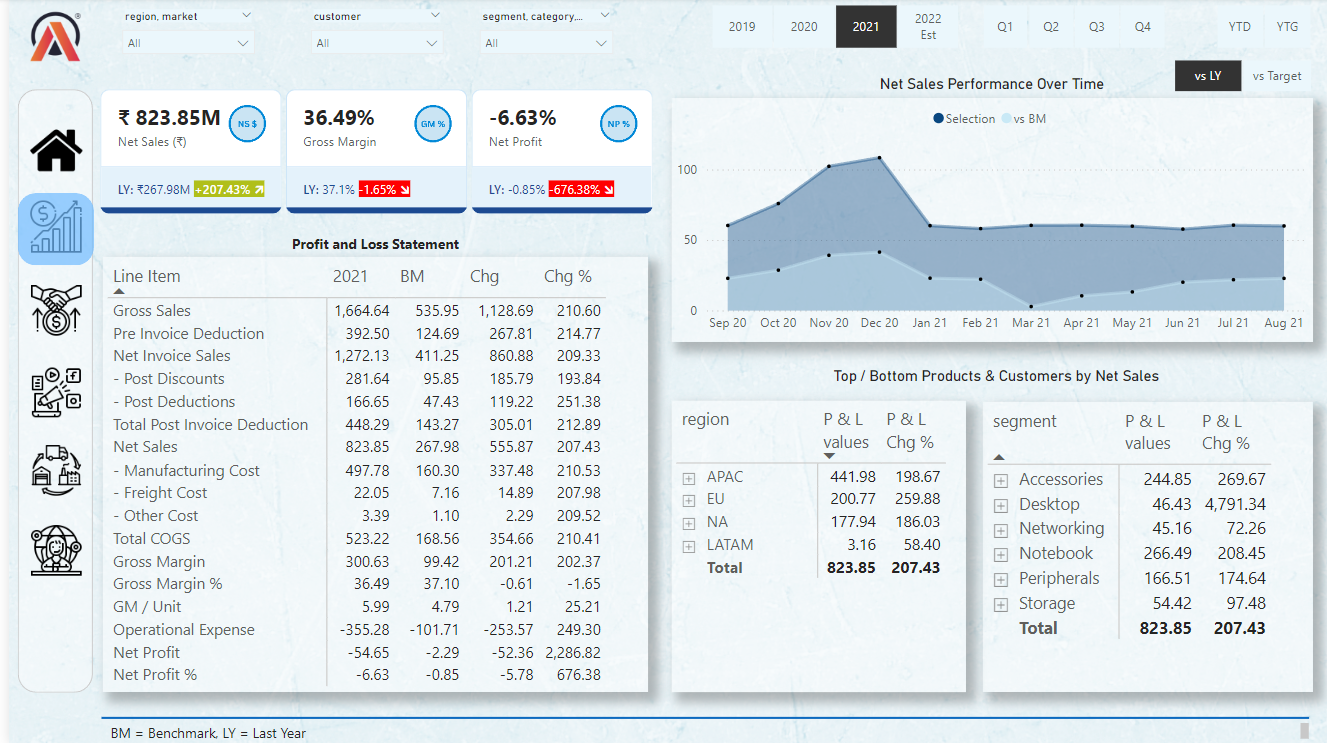 region, market
All
customer
All
segment, category,...
All
2019
2020
2021
2022
Est
Q1
Q2
Q3
Q4
YTD
YTG
vs LY
vs Target
₹ 823.85M
Net Sales (₹)
NS $
LY: ₹267.98M +207.43%
36.49%
Gross Margin
GM %
LY: 37.1% -1.65%
-6.63%
Net Profit
NP %
LY: -0.85% -676.38%
Net Sales Performance Over Time
Selection vs BM
100
50
0
Sep 20 Oct 20 Nov 20 Dec 20 Jan 21 Feb 21 Mar 21 Apr 21 May 21 Jun 21 Jul 21 Aug 21
Profit and Loss Statement
Line Item 2021 BM Chg Chg %
Gross Sales 1,664.64 535.95 1,128.69 210.60
Pre Invoice Deduction 392.50 124.69 267.81 214.77
Net Invoice Sales 1,272.13 411.25 860.88 209.33
- Post Discounts 281.64 95.85 185.79 193.84
- Post Deductions 166.65 47.43 119.22 251.38
Total Post Invoice Deduction 448.29 143.27 305.01 212.89
Net Sales 823.85 267.98 555.87 207.43
- Manufacturing Cost 497.78 160.30 337.48 210.53
- Freight Cost 22.05 7.16 14.89 207.98
- Other Cost 3.39 1.10 2.29 209.52
Total COGS 523.22 168.56 354.66 210.41
Gross Margin 300.63 99.42 201.21 202.37
Gross Margin % 36.49 37.10 -0.61 -1.65
GM / Unit 5.99 4.79 1.21 25.21
Operational Expense -355.28 -101.71 -253.57 249.30
Net Profit -54.65 -2.29 -52.36 2,286.82
Net Profit % -6.63 -0.85 -5.78 676.38
Top / Bottom Products & Customers by Net Sales
region P & L values P & L Chg %
APAC 441.98 198.67
EU 200.77 259.88
NA 177.94 186.03
LATAM 3.16 58.40
Total 823.85 207.43
segment P & L values P & L Chg %
Accessories 244.85 269.67
Desktop 46.43 4,791.34
Networking 45.16 72.26
Notebook 266.49 208.45
Peripherals 166.51 174.64
Storage 54.42 97.48
Total 823.85 207.43
BM = Benchmark, LY = Last Year